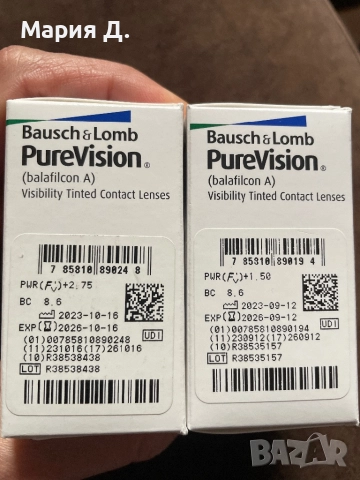 Мария Д.
Bausch & Lomb
PureVision®
(balafilcon A)
Visibility Tinted Contact Lenses
7 85810 89024 8
PWR(Fv)+2.75
BC 8.6
2023-10-16
EXP 2026-10-16
UDI
(01)00785810890248
(11)231016(17)261016
(10)R38538438
LOT R38538438
Bausch & Lomb
PureVision®
(balafilcon A)
Visibility Tinted Contact Lenses
7 85810 89019 4
PWR(Fv)+1.50
BC 8.6
2023-09-12
EXP 2026-09-12
UDI
(01)00785810890194
(11)230912(17)260912
(10)R38535157
LOT R38535157
BAZAR